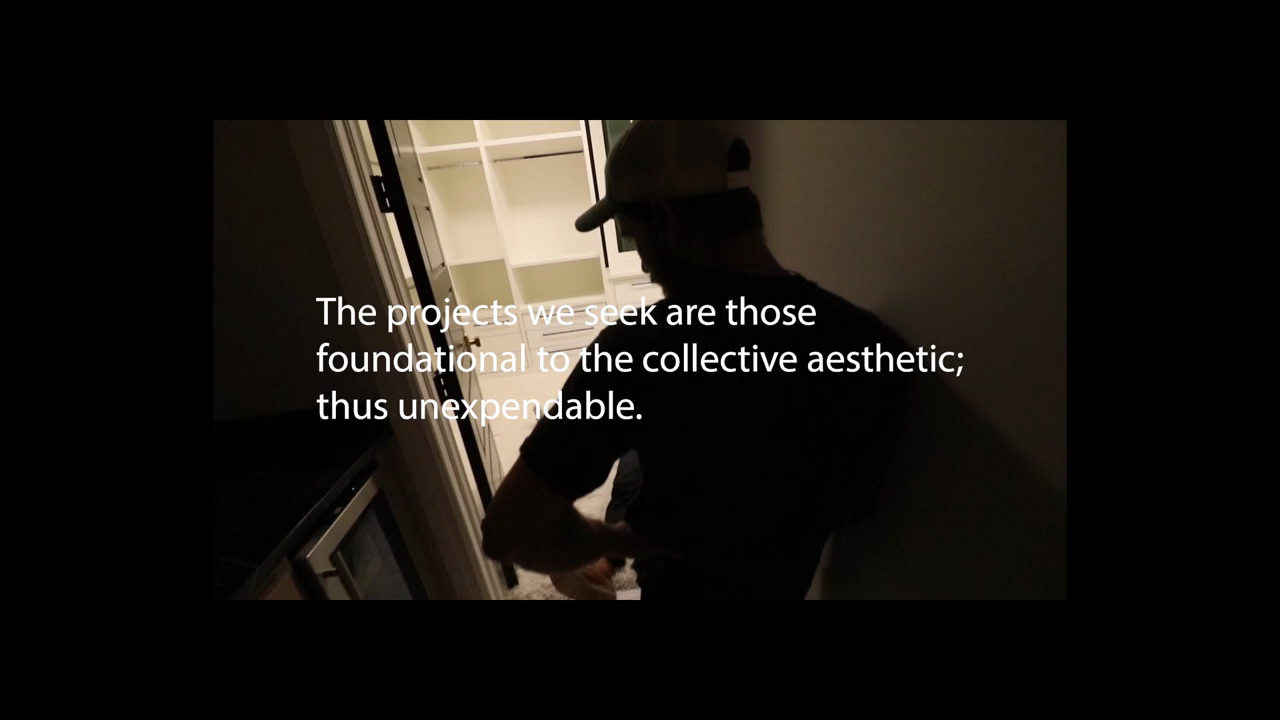 The projects we seek are those
foundational to the collective aesthetic;
thus unexpendable.